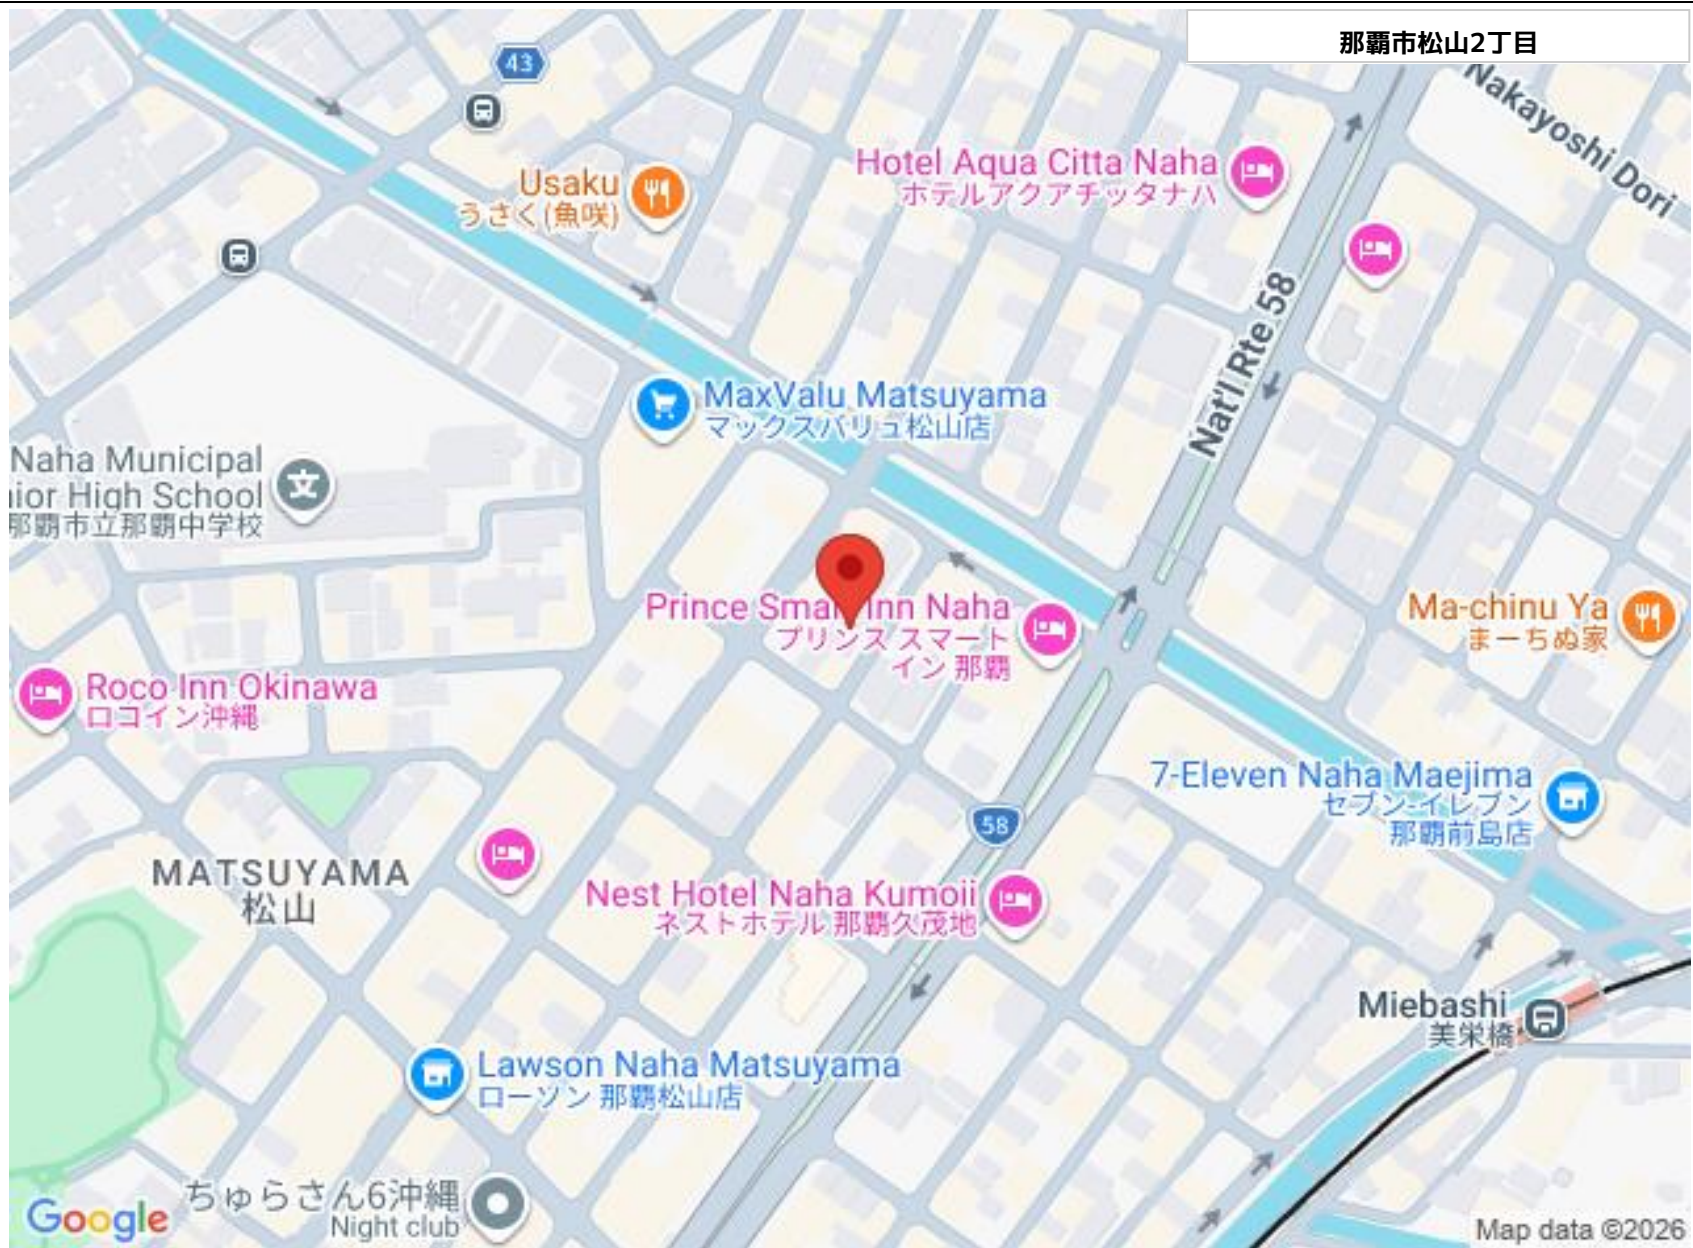 那覇市松山2丁目
43
Nakayoshi Dori
Hotel Aqua Citta Naha
ホテルアクアチッタナハ
Usaku
うさく(魚咲)
Nat'l Rte 58
MaxValu Matsuyama
マックスバリュ松山店
Naha Municipal
nior High School
那覇市立那覇中学校
文
Prince Smart Inn Naha
プリンス スマート
イン 那覇
Ma-chinu Ya
まーちぬ家
Roco Inn Okinawa
ロコイン沖縄
7-Eleven Naha Maejima
セブン-イレブン
那覇前島店
58
MATSUYAMA
松山
Nest Hotel Naha Kumoji
ネストホテル 那覇久茂地
Miebashi
美栄橋
Lawson Naha Matsuyama
ローソン 那覇松山店
ちゅらさん6沖縄
Night club
Google
Map data ©2026